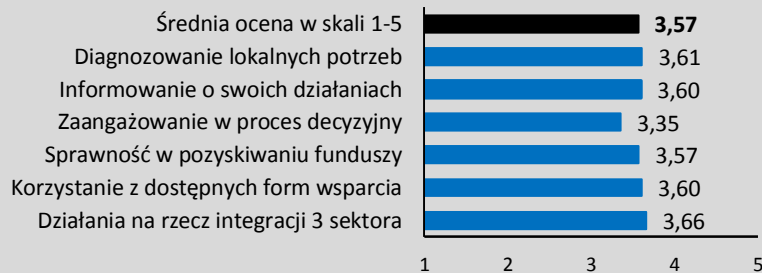 Średnia ocena w skali 1-5 3,57
Diagnozowanie lokalnych potrzeb 3,61
Informowanie o swoich działaniach 3,60
Zaangażowanie w proces decyzyjny 3,35
Sprawność w pozyskiwaniu funduszy 3,57
Korzystanie z dostępnych form wsparcia 3,60
Działania na rzecz integracji 3 sektora 3,66
1 2 3 4 5